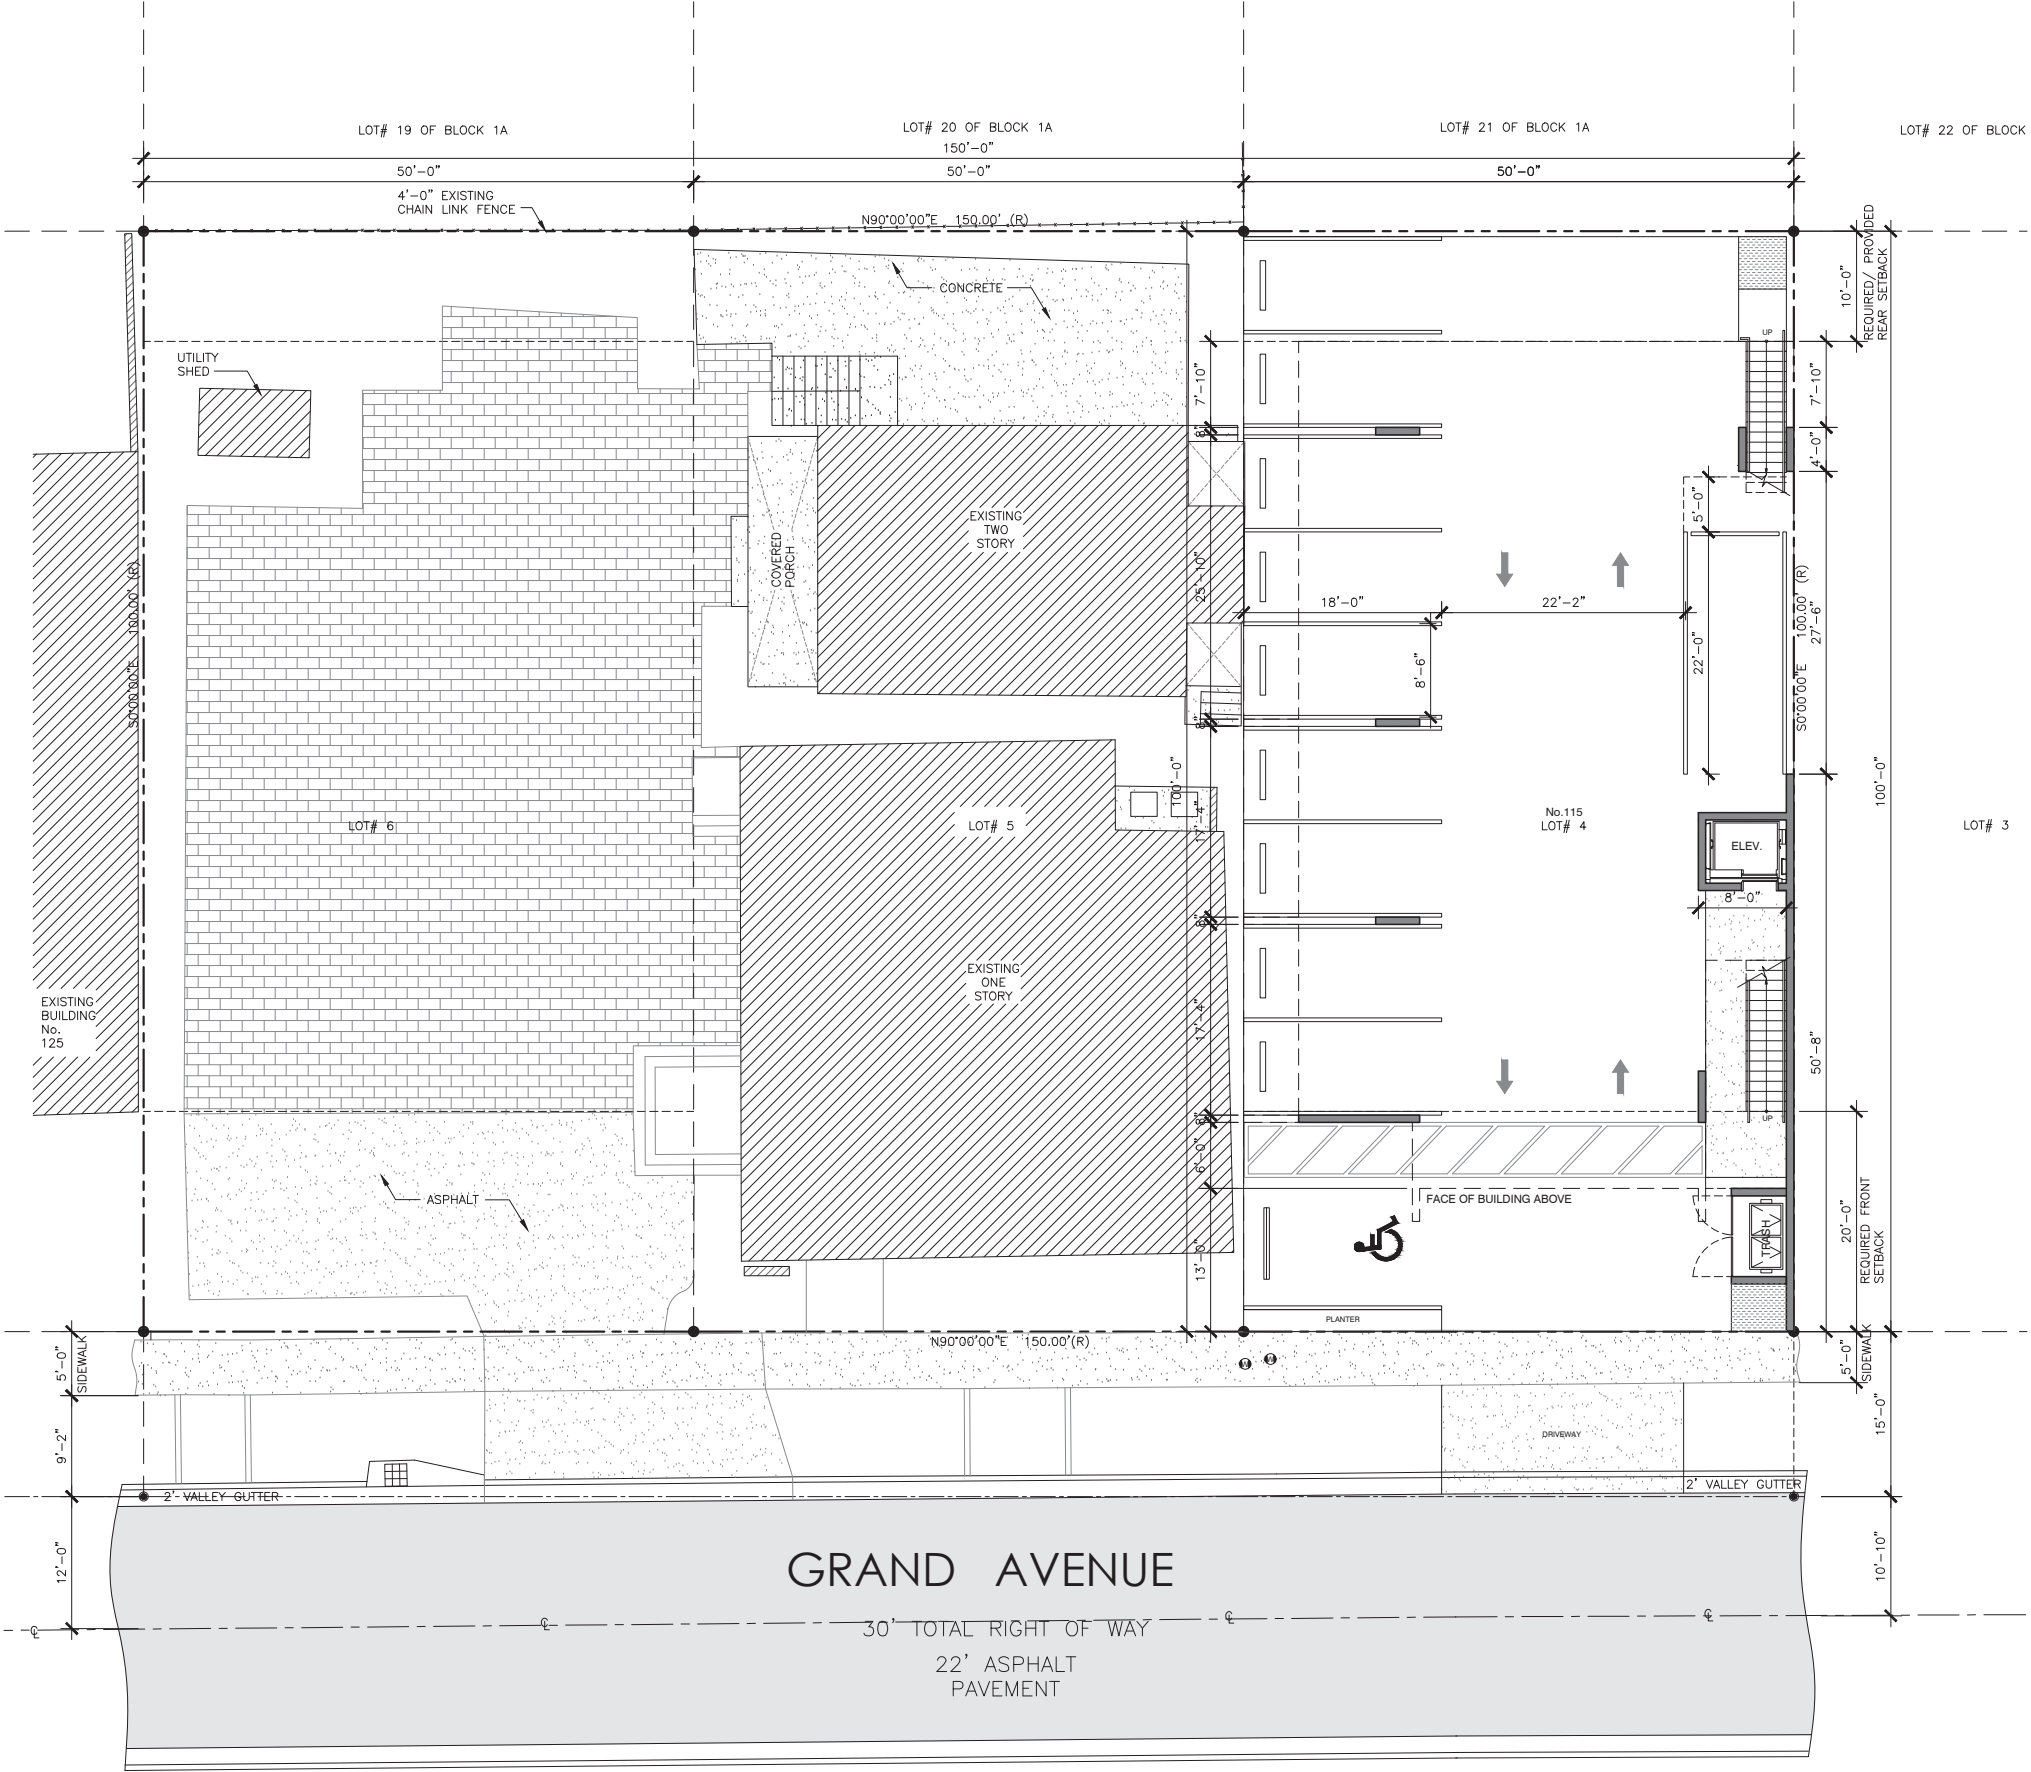 LOT# 19 OF BLOCK 1A
LOT# 20 OF BLOCK 1A
LOT# 21 OF BLOCK 1A
LOT# 22 OF BLOCK
150'-0"
50'-0"
50'-0"
50'-0"
4'-0" EXISTING
CHAIN LINK FENCE
N90°00'00"E 150.00' (R)
10'-0"
REQUIRED/ PROVIDED
REAR SETBACK
CONCRETE
UTILITY
SHED
UP
7'-10"
7'-10"
8"
4'-0"
5'-0"
COVERED
PORCH
EXISTING
TWO
STORY
25'-10"
18'-0"
22'-2"
22'-0"
27'-6"
8'-6"
S0°00'00"E 100.00' (R)
S0°00'00"E 100.00' (R)
8"
100'-0"
17'-4"
100'-0"
LOT# 6
LOT# 5
No.115
LOT# 4
LOT# 3
ELEV.
8'-0"
8"
EXISTING
ONE
STORY
EXISTING
BUILDING
No.
125
17'-4"
50'-8"
8"
UP
6'-0"
ASPHALT
FACE OF BUILDING ABOVE
13'-0"
TRASH
20'-0"
REQUIRED FRONT
SETBACK
PLANTER
N90°00'00"E 150.00'(R)
5'-0"
SIDEWALK
W
W
5'-0"
SIDEWALK
9'-2"
DRIVEWAY
15'-0"
2' VALLEY GUTTER
2' VALLEY GUTTER
12'-0"
10'-10"
GRAND AVENUE
℄
℄
℄
℄
30' TOTAL RIGHT OF WAY
22' ASPHALT
PAVEMENT